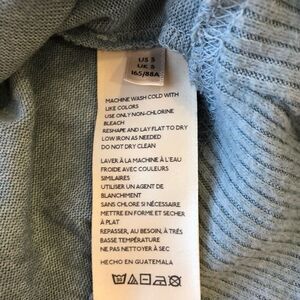 US S
UK 8
165/88A
MACHINE WASH COLD WITH
LIKE COLORS
USE ONLY NON-CHLORINE
BLEACH
RESHAPE AND LAY FLAT TO DRY
LOW IRON AS NEEDED
DO NOT DRY CLEAN
LAVER À LA MACHINE À L'EAU
FROIDE AVEC COULEURS
SIMILAIRES
UTILISER UN AGENT DE
BLANCHIMENT
SANS CHLORE SI NÉCESSAIRE
METTRE EN FORME ET SÉCHER
À PLAT
REPASSER, AU BESOIN, À TRÈS
BASSE TEMPÉRATURE
NE PAS NETTOYER À SEC
HECHO EN GUATEMALA